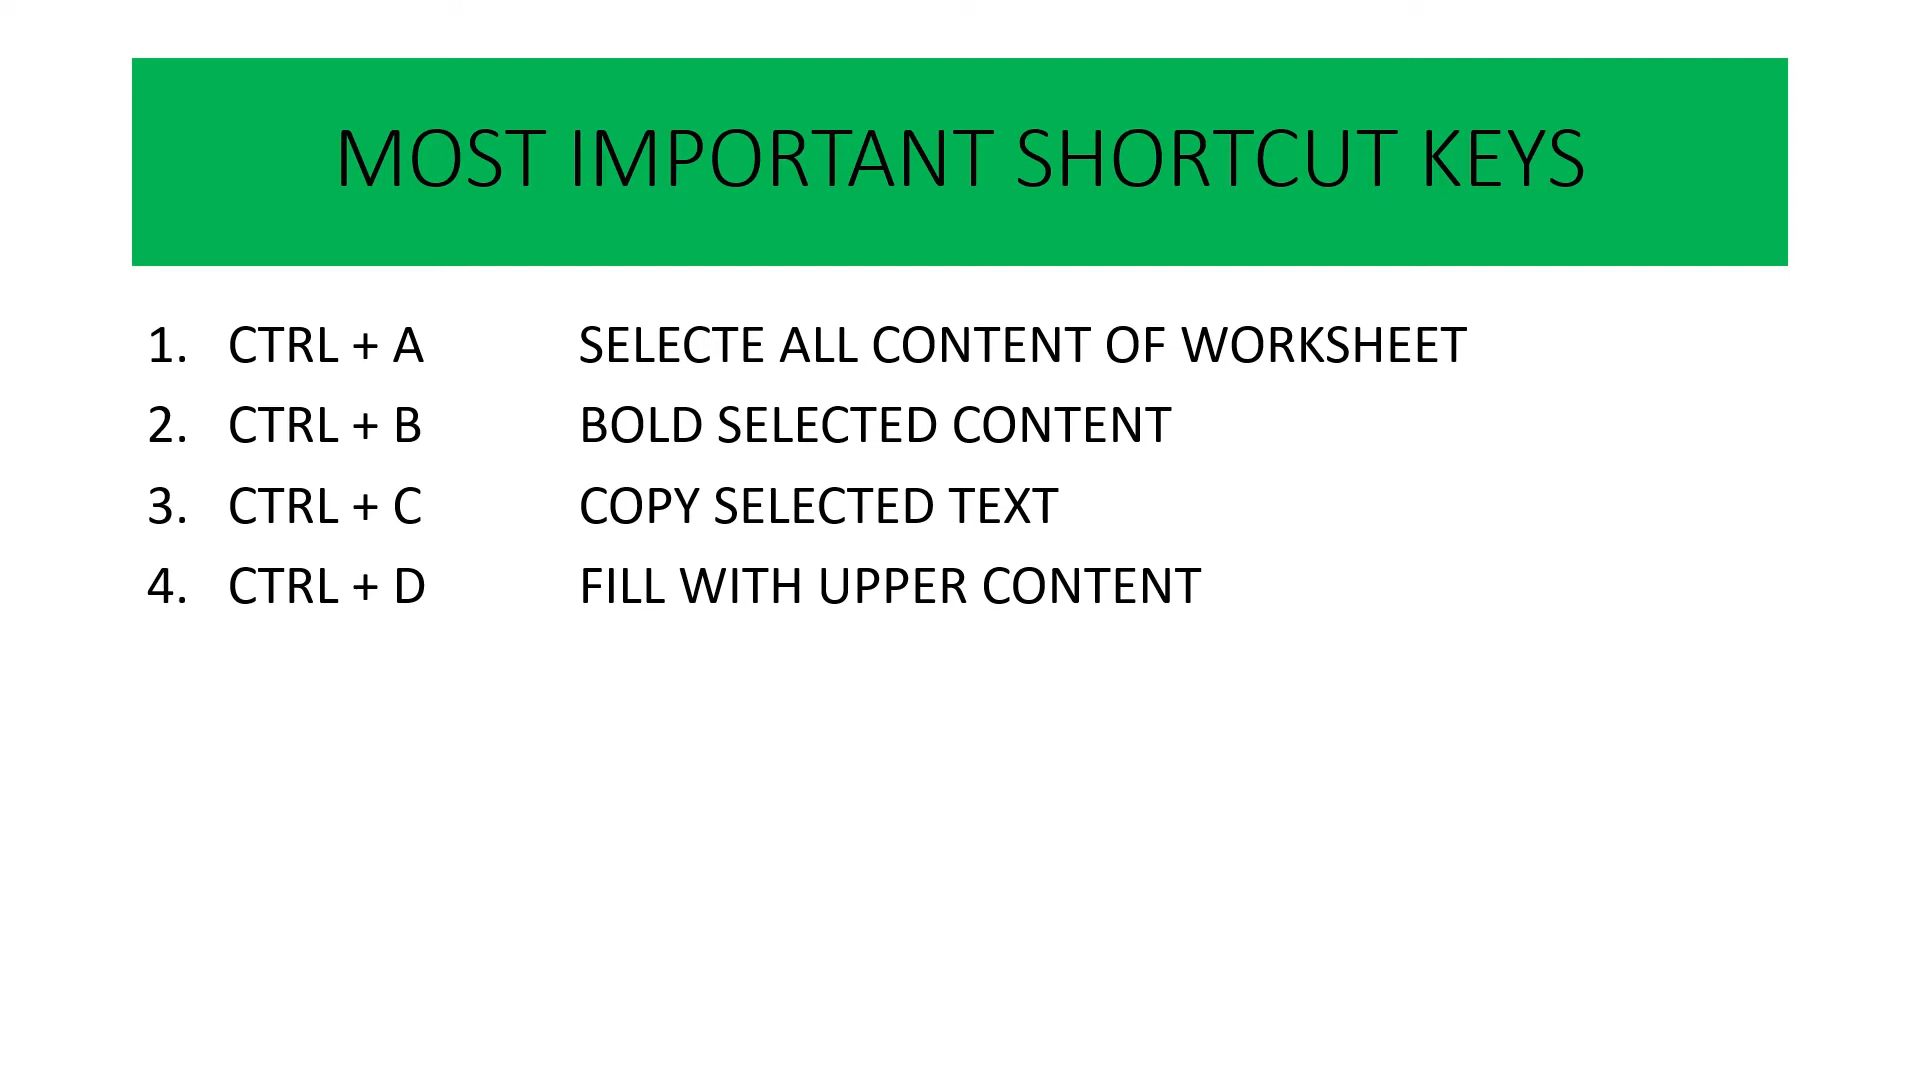 MOST IMPORTANT SHORTCUT KEYS
1. CTRL + A SELECTE ALL CONTENT OF WORKSHEET
2. CTRL + B BOLD SELECTED CONTENT
3. CTRL + C COPY SELECTED TEXT
4. CTRL + D FILL WITH UPPER CONTENT